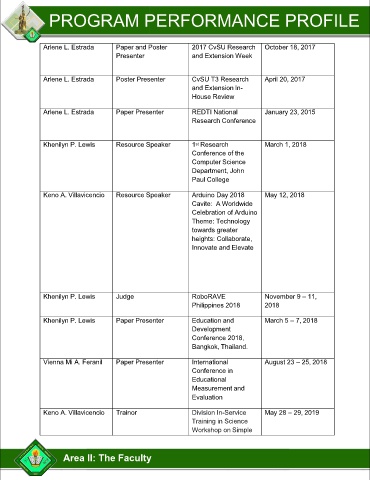 PROGRAM PERFORMANCE PROFILE
Arlene L. Estrada Paper and Poster 2017 CvSU Research October 18, 2017
Presenter and Extension Week
Arlene L. Estrada Poster Presenter CvSU T3 Research April 20, 2017
and Extension In-
House Review
Arlene L. Estrada Paper Presenter REDTI National January 23, 2015
Research Conference
Khenilyn P. Lewis Resource Speaker 1st Research March 1, 2018
Conference of the
Computer Science
Department, John
Paul College
Keno A. Villavicencio Resource Speaker Arduino Day 2018 May 12, 2018
Cavite: A Worldwide
Celebration of Arduino
Theme: Technology
towards greater
heights: Collaborate,
Innovate and Elevate
Khenilyn P. Lewis Judge RoboRAVE November 9 – 11,
Philippines 2018 2018
Khenilyn P. Lewis Paper Presenter Education and March 5 – 7, 2018
Development
Conference 2018,
Bangkok, Thailand.
Vienna Mi A. Feranil Paper Presenter International August 23 – 25, 2018
Conference in
Educational
Measurement and
Evaluation
Keno A. Villavicencio Trainor Division In-Service May 28 – 29, 2019
Training in Science
Workshop on Simple
Area II: The Faculty